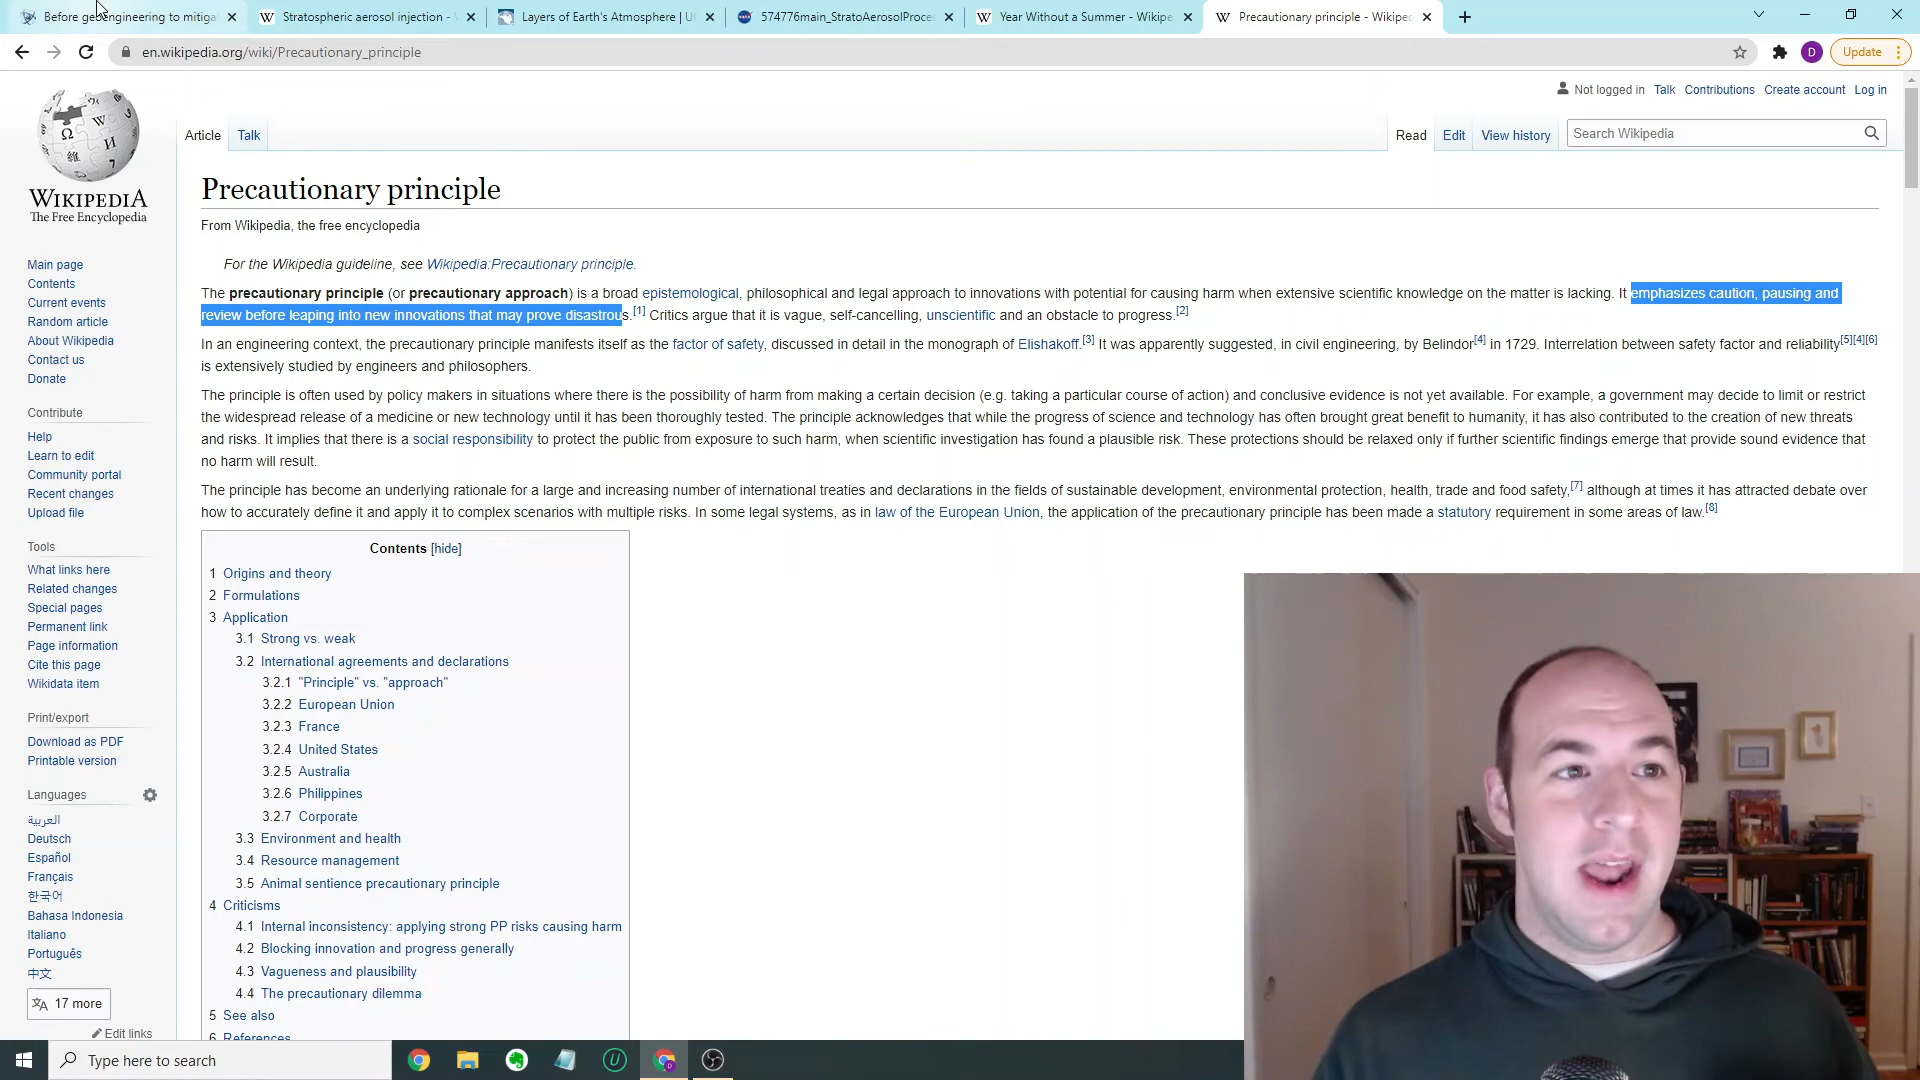 Before geoengineering to mitiga
Stratospheric aerosol injection - 
Layers of Earth's Atmosphere | U
574776main_StratoAerosolProces
Year Without a Summer - Wikipe
Precautionary principle - Wikiped
en.wikipedia.org/wiki/Precautionary_principle
D
Update
Not logged in Talk Contributions Create account Log in
Article Talk
Read Edit View history Search Wikipedia
WIKIPEDIA
The Free Encyclopedia
Main page
Contents
Current events
Random article
About Wikipedia
Contact us
Donate
Contribute
Help
Learn to edit
Community portal
Recent changes
Upload file
Tools
What links here
Related changes
Special pages
Permanent link
Page information
Cite this page
Wikidata item
Print/export
Download as PDF
Printable version
Languages
العربية
Deutsch
Español
Français
한국어
Bahasa Indonesia
Italiano
Português
中文
17 more
Edit links
Precautionary principle
From Wikipedia, the free encyclopedia
For the Wikipedia guideline, see Wikipedia:Precautionary principle.
The precautionary principle (or precautionary approach) is a broad epistemological, philosophical and legal approach to innovations with potential for causing harm when extensive scientific knowledge on the matter is lacking. It emphasizes caution, pausing and
review before leaping into new innovations that may prove disastrous.[1] Critics argue that it is vague, self-cancelling, unscientific and an obstacle to progress.[2]
In an engineering context, the precautionary principle manifests itself as the factor of safety, discussed in detail in the monograph of Elishakoff.[3] It was apparently suggested, in civil engineering, by Belindor[4] in 1729. Interrelation between safety factor and reliability[5][4][6]
is extensively studied by engineers and philosophers.
The principle is often used by policy makers in situations where there is the possibility of harm from making a certain decision (e.g. taking a particular course of action) and conclusive evidence is not yet available. For example, a government may decide to limit or restrict
the widespread release of a medicine or new technology until it has been thoroughly tested. The principle acknowledges that while the progress of science and technology has often brought great benefit to humanity, it has also contributed to the creation of new threats
and risks. It implies that there is a social responsibility to protect the public from exposure to such harm, when scientific investigation has found a plausible risk. These protections should be relaxed only if further scientific findings emerge that provide sound evidence that
no harm will result.
The principle has become an underlying rationale for a large and increasing number of international treaties and declarations in the fields of sustainable development, environmental protection, health, trade and food safety,[7] although at times it has attracted debate over
how to accurately define it and apply it to complex scenarios with multiple risks. In some legal systems, as in law of the European Union, the application of the precautionary principle has been made a statutory requirement in some areas of law.[8]
Contents [hide]
1 Origins and theory
2 Formulations
3 Application
3.1 Strong vs. weak
3.2 International agreements and declarations
3.2.1 "Principle" vs. "approach"
3.2.2 European Union
3.2.3 France
3.2.4 United States
3.2.5 Australia
3.2.6 Philippines
3.2.7 Corporate
3.3 Environment and health
3.4 Resource management
3.5 Animal sentience precautionary principle
4 Criticisms
4.1 Internal inconsistency: applying strong PP risks causing harm
4.2 Blocking innovation and progress generally
4.3 Vagueness and plausibility
4.4 The precautionary dilemma
5 See also
6 References
Type here to search